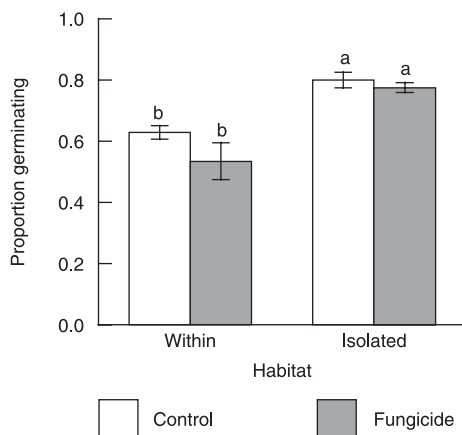 Proportion germinating
1.0
0.8
0.6
0.4
0.2
0.0
b
b
a
a
Within
Isolated
Habitat
Control
Fungicide